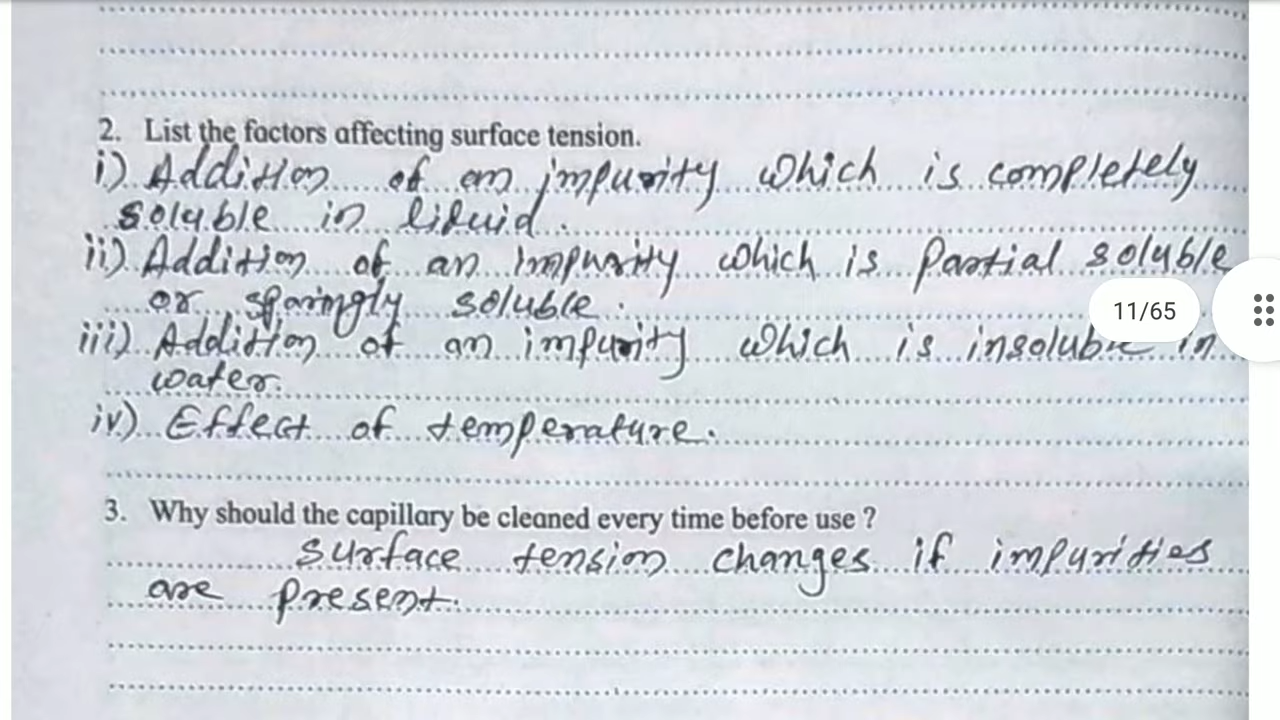 2. List the factors affecting surface tension.
i) Addition of an impurity which is completely
soluble in liquid.
ii) Addition of an impurity which is Partial soluble
or sparingly soluble.
11/65
iii) Addition of an impurity which is insoluble in
water.
iv) Effect of temperature.
3. Why should the capillary be cleaned every time before use ?
surface tension changes if impurities
are present.